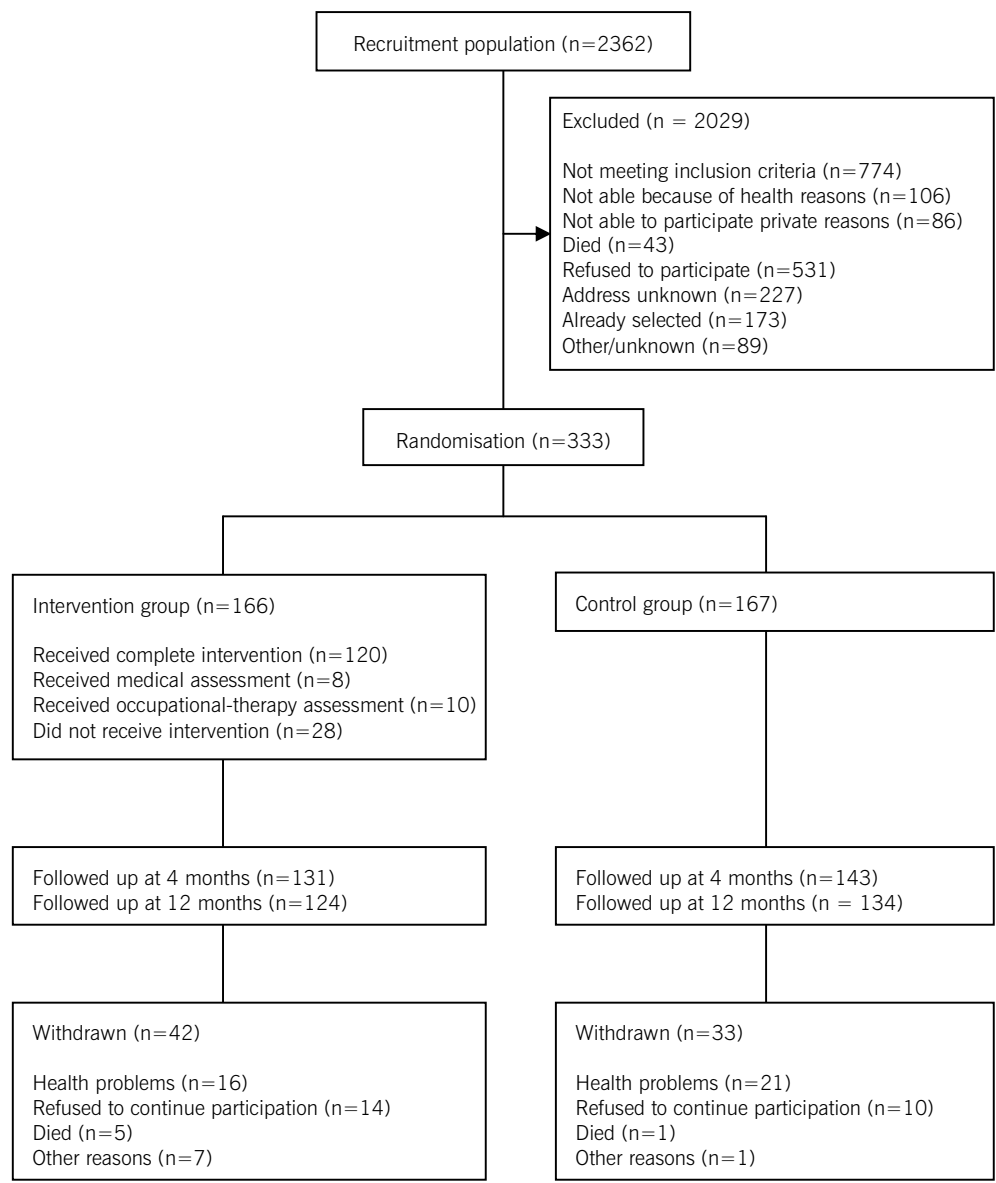 Recruitment population (n=2362)
Excluded (n = 2029)
Not meeting inclusion criteria (n=774)
Not able because of health reasons (n=106)
Not able to participate private reasons (n=86)
Died (n=43)
Refused to participate (n=531)
Address unknown (n=227)
Already selected (n=173)
Other/unknown (n=89)
Randomisation (n=333)
Intervention group (n=166)
Received complete intervention (n=120)
Received medical assessment (n=8)
Received occupational-therapy assessment (n=10)
Did not receive intervention (n=28)
Control group (n=167)
Followed up at 4 months (n=131)
Followed up at 12 months (n=124)
Followed up at 4 months (n=143)
Followed up at 12 months (n = 134)
Withdrawn (n=42)
Health problems (n=16)
Refused to continue participation (n=14)
Died (n=5)
Other reasons (n=7)
Withdrawn (n=33)
Health problems (n=21)
Refused to continue participation (n=10)
Died (n=1)
Other reasons (n=1)